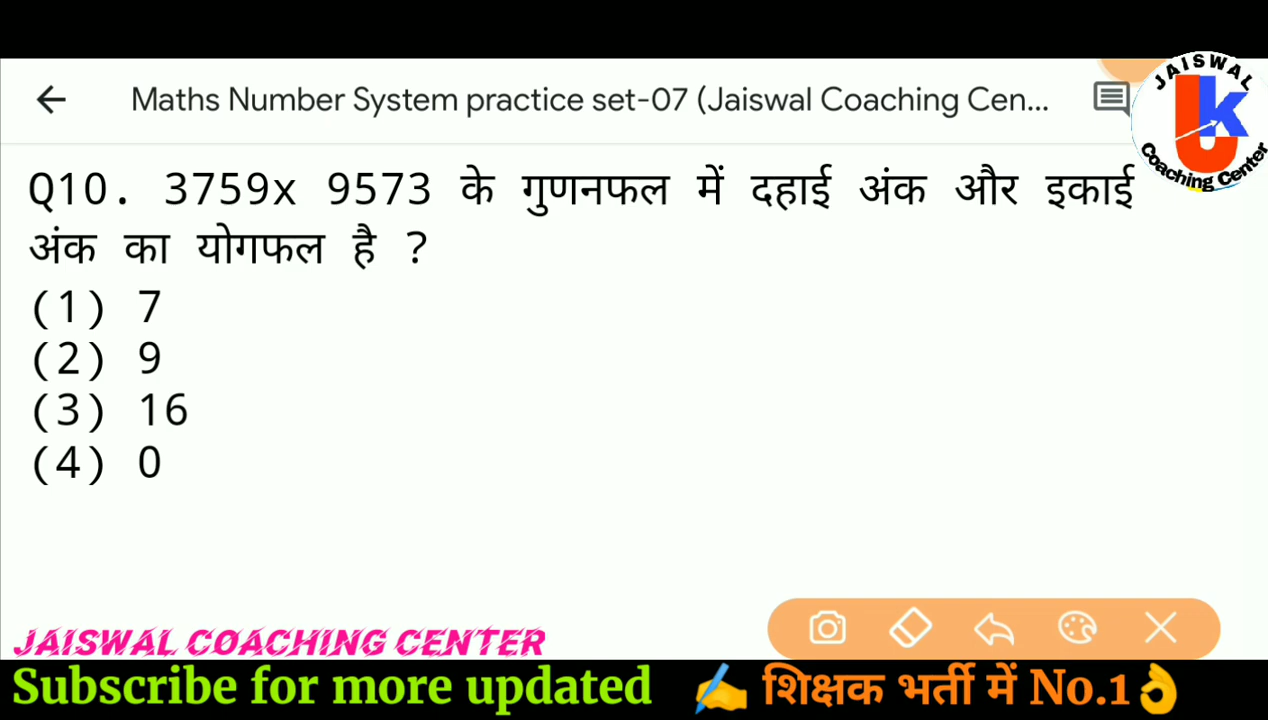 Maths Number System practice set-07 (Jaiswal Coaching Cen...
JAISWAL
JK
Coaching Center
Q10. 3759x 9573 के गुणनफल में दहाई अंक और इकाई
अंक का योगफल है ?
(1) 7
(2) 9
(3) 16
(4) 0
JAISWAL COACHING CENTER
Subscribe for more updated ✍️ शिक्षक भर्ती में No.1👌